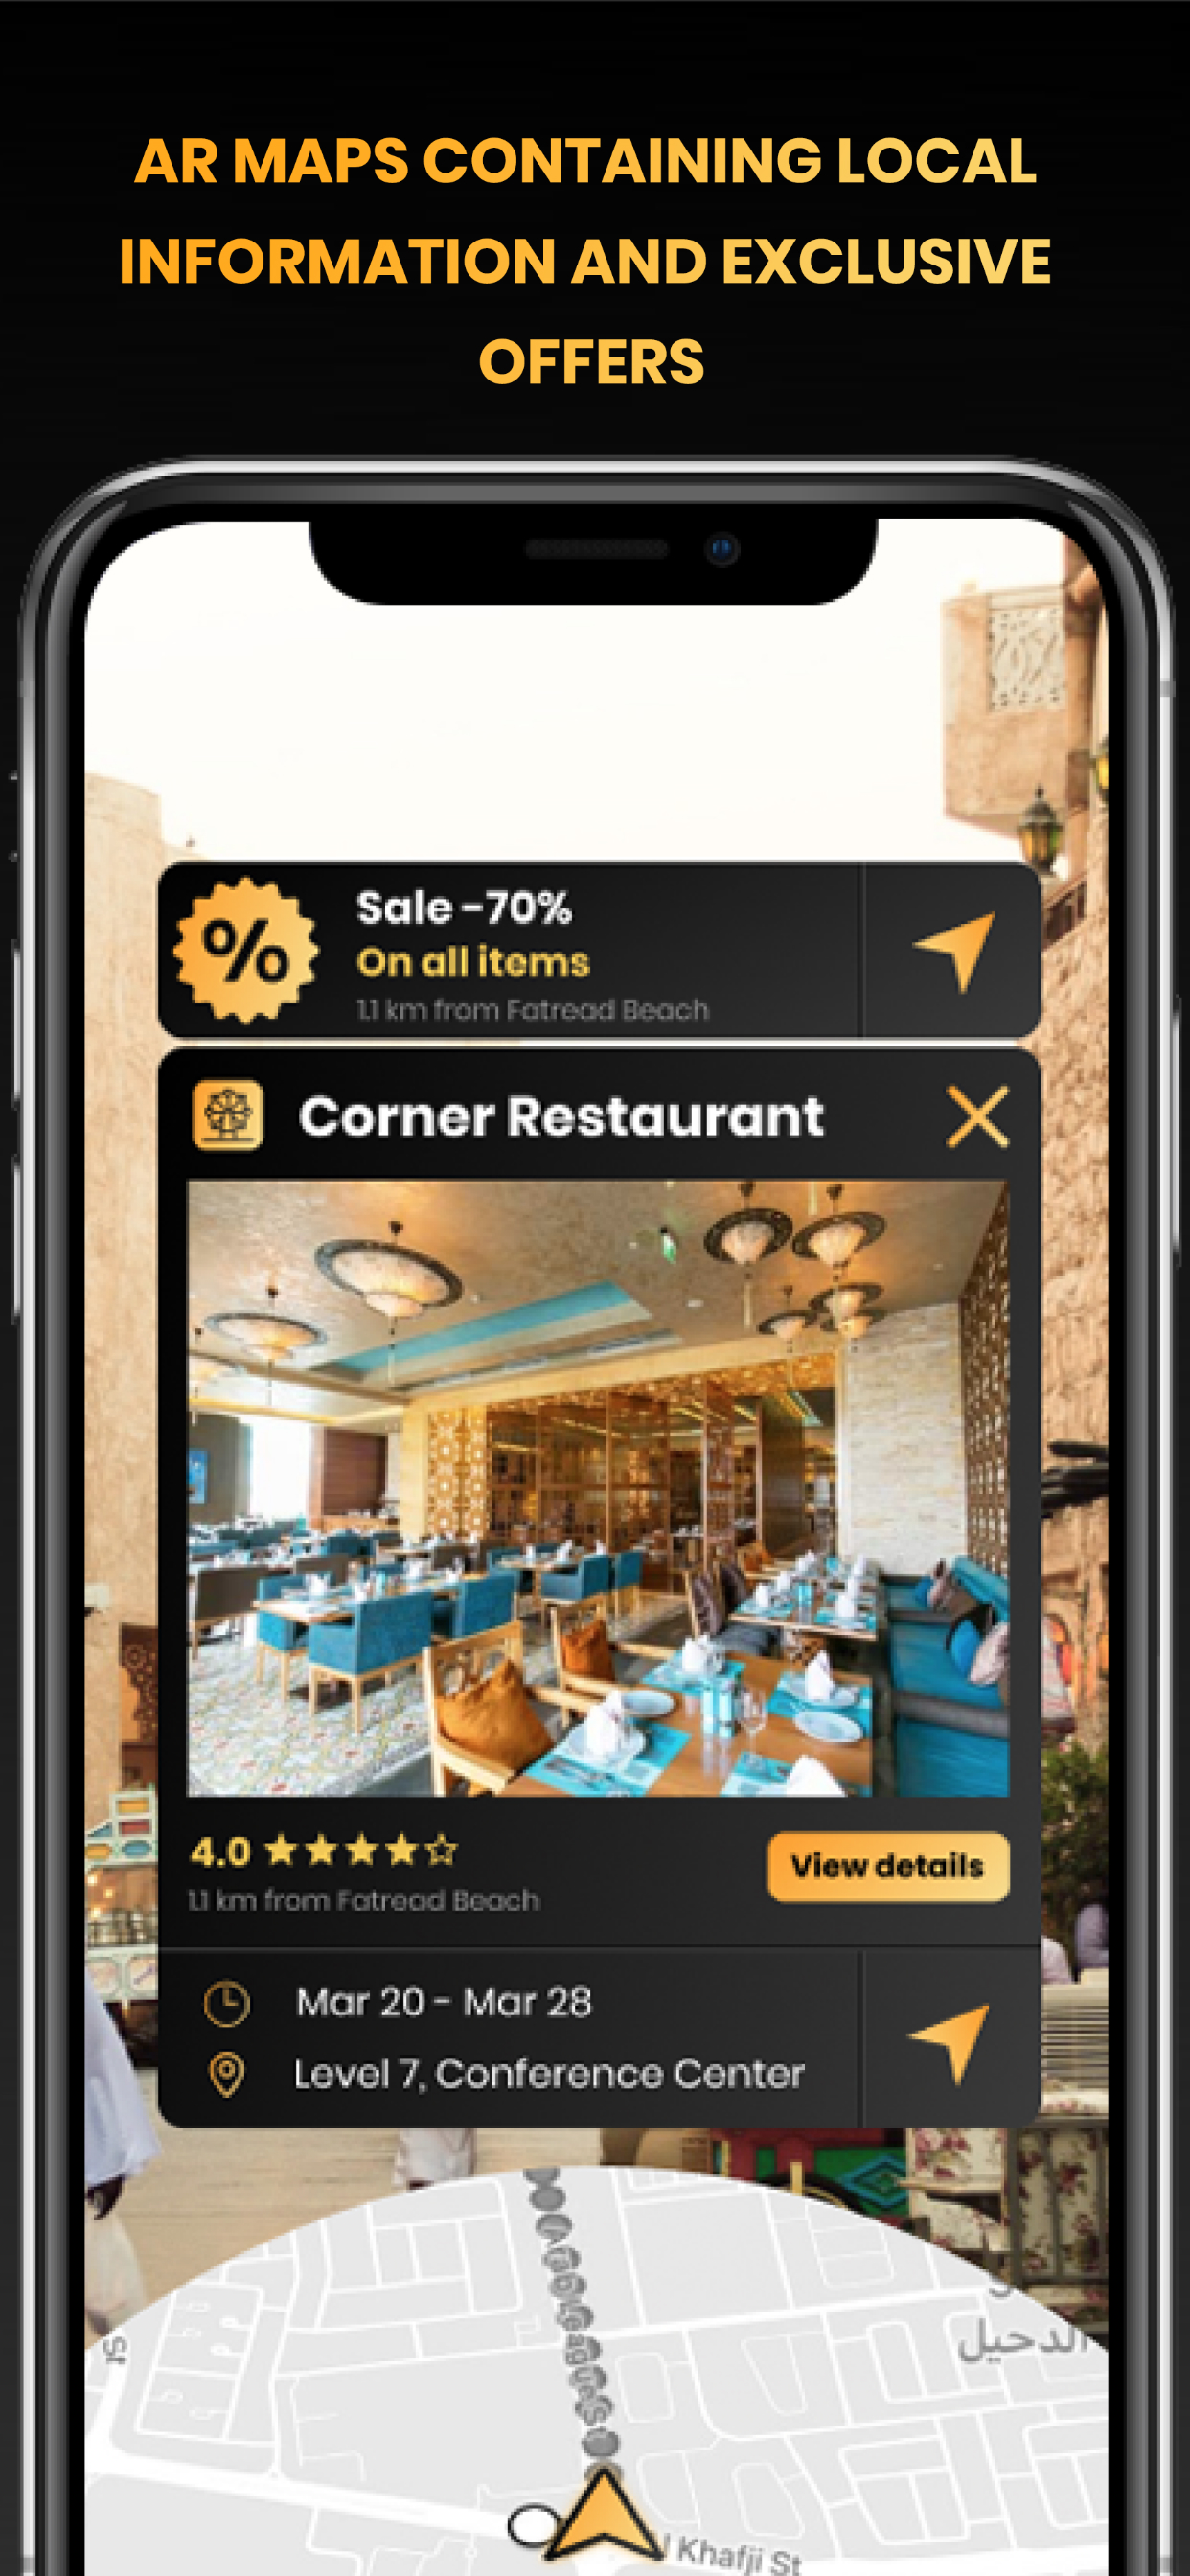 AR MAPS CONTAINING LOCAL
INFORMATION AND EXCLUSIVE
OFFERS
%
Sale -70%
On all items
1.1 km from Fatread Beach
Corner Restaurant
4.0
1.1 km from Fatread Beach
View details
Mar 20 - Mar 28
Level 7, Conference Center
الدحيل
St
Khafji St